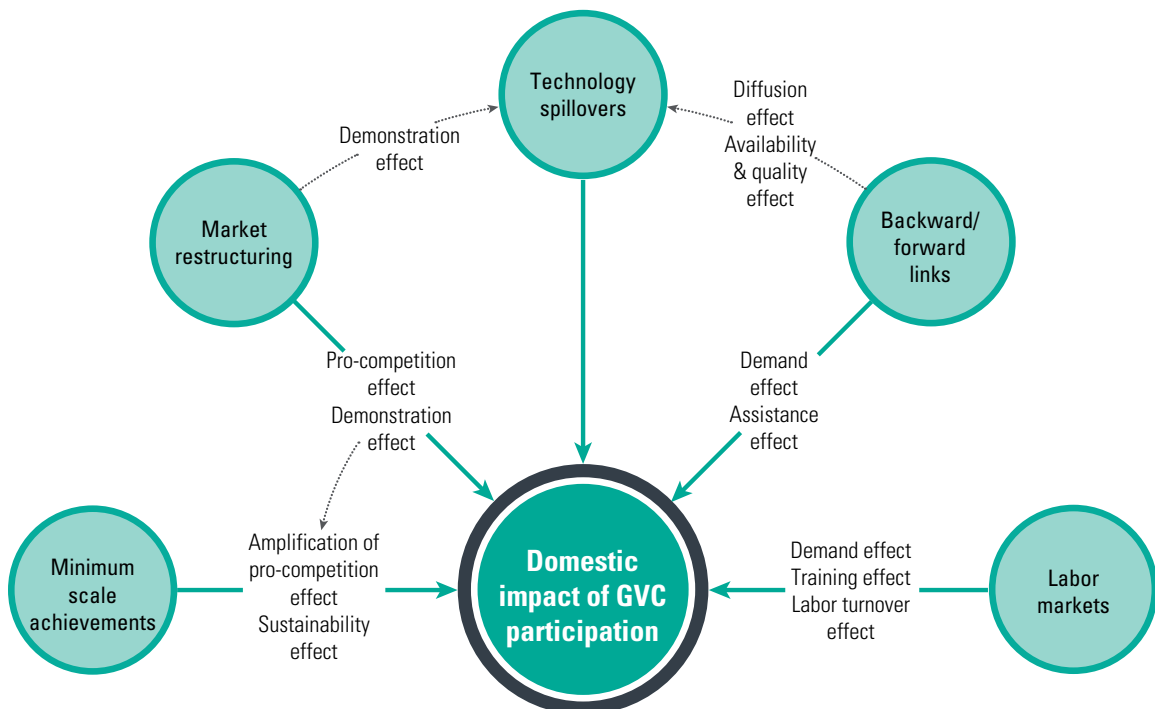 Technology
spillovers
Demonstration
effect
Diffusion
effect
Availability
& quality
effect
Market
restructuring
Backward/
forward
links
Pro-competition
effect
Demonstration
effect
Demand
effect
Assistance
effect
Minimum
scale
achievements
Amplification of
pro-competition
effect
Sustainability
effect
Domestic
impact of GVC
participation
Demand effect
Training effect
Labor turnover
effect
Labor
markets